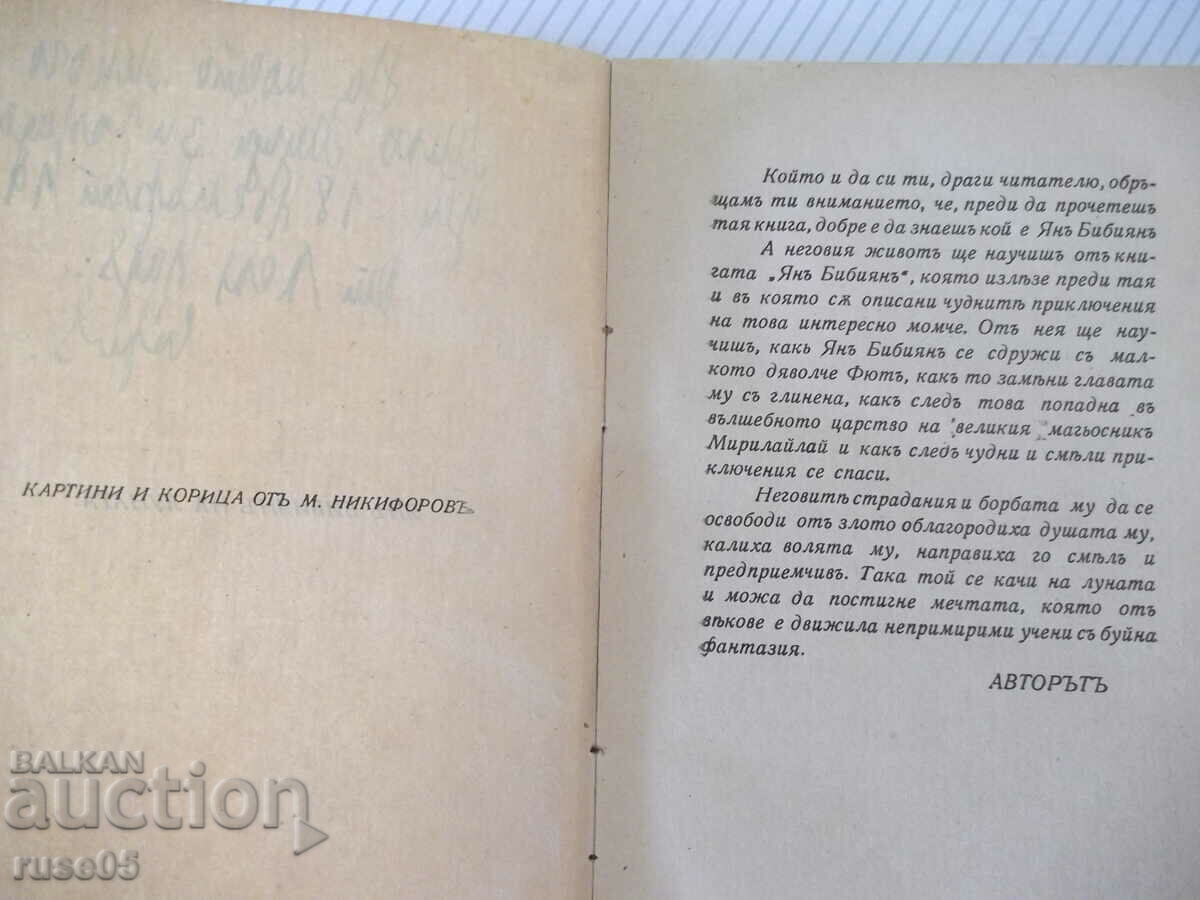 КАРТИНИ И КОРИЦА ОТЪ М. НИКИФОРОВЪ
Който и да си ти, драги читателю, обръ-
щамъ ти вниманието, че, преди да прочетешъ
тая книга, добре е да знаешъ кой е Янъ Бибиянъ
А неговия животъ ще научишъ отъ кни-
гата „Янъ Бибиянъ“, която излѣзе преди тая
и въ която сѫ описани чуднитѣ приключения
на това интересно момче. Отъ нея ще нау-
чишъ, какъ Янъ Бибиянъ се сдружи съ мал-
кото дяволче Фютъ, какъ то замѣни главата
му съ глинена, какъ следъ това попадна въ
вълшебното царство на великия магьосникъ
Мирилайлай и какъ следъ чудни и смѣли при-
ключения се спаси.
Неговитѣ страдания и борбата му да се
освободи отъ злото облагородиха душата му,
калиха волята му, направиха го смѣлъ и
предприемчивъ. Така той се качи на луната
и можа да постигне мечтата, която отъ
вѣкове е движила непримирими учени съ буйна
фантазия.
АВТОРЪТЪ
BALKAN
auction
ruse05